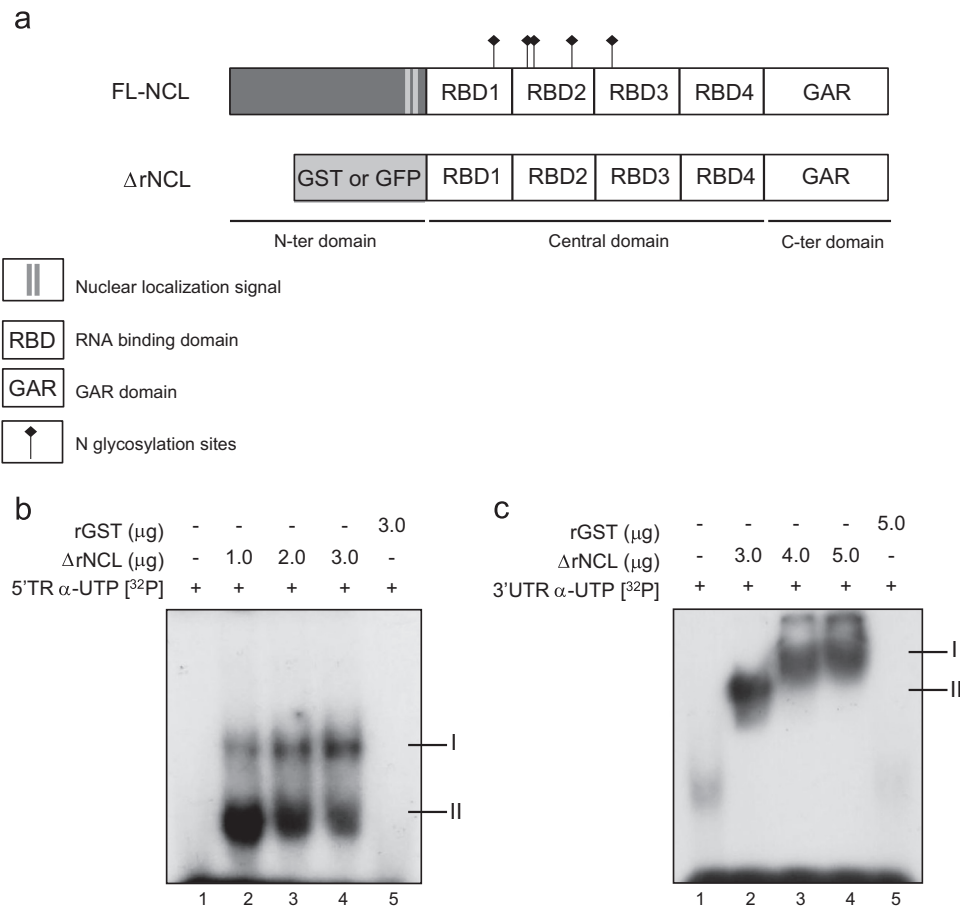 a
FL-NCL RBD1 RBD2 RBD3 RBD4 GAR
ΔrNCL GST or GFP RBD1 RBD2 RBD3 RBD4 GAR
N-ter domain Central domain C-ter domain
Nuclear localization signal
RBD RNA binding domain
GAR GAR domain
N glycosylation sites
b
rGST (μg) - - - - 3.0
ΔrNCL (μg) - 1.0 2.0 3.0 -
5'TR α-UTP [³²P] + + + + +
I
II
1 2 3 4 5
c
rGST (μg) - - - - 5.0
ΔrNCL (μg) - 3.0 4.0 5.0 -
3'UTR α-UTP [³²P] + + + + +
I
II
1 2 3 4 5